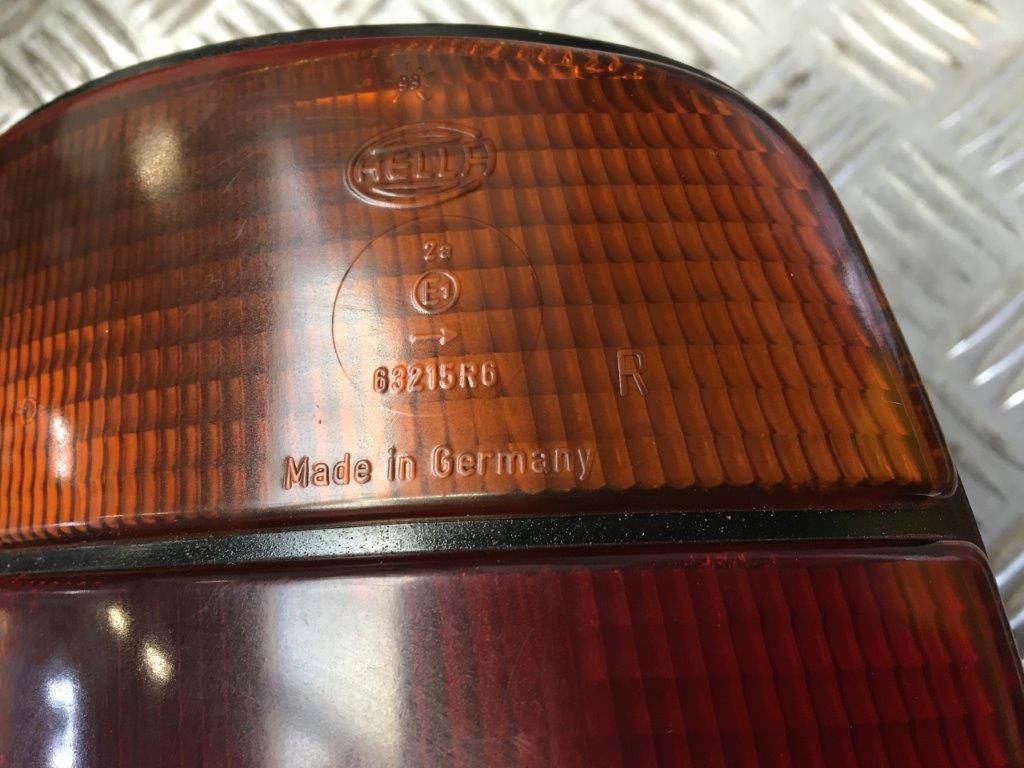 HELLA
2a
E1
63215R6
R
Made in Germany